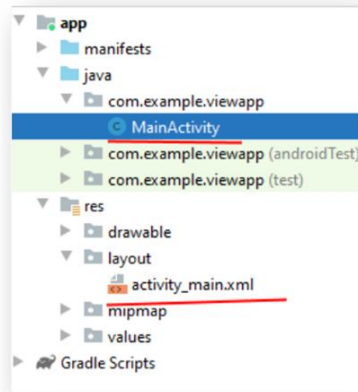 app
manifests
java
com.example.viewapp
C MainActivity
com.example.viewapp (androidTest)
com.example.viewapp (test)
res
drawable
layout
activity_main.xml
mipmap
values
Gradle Scripts